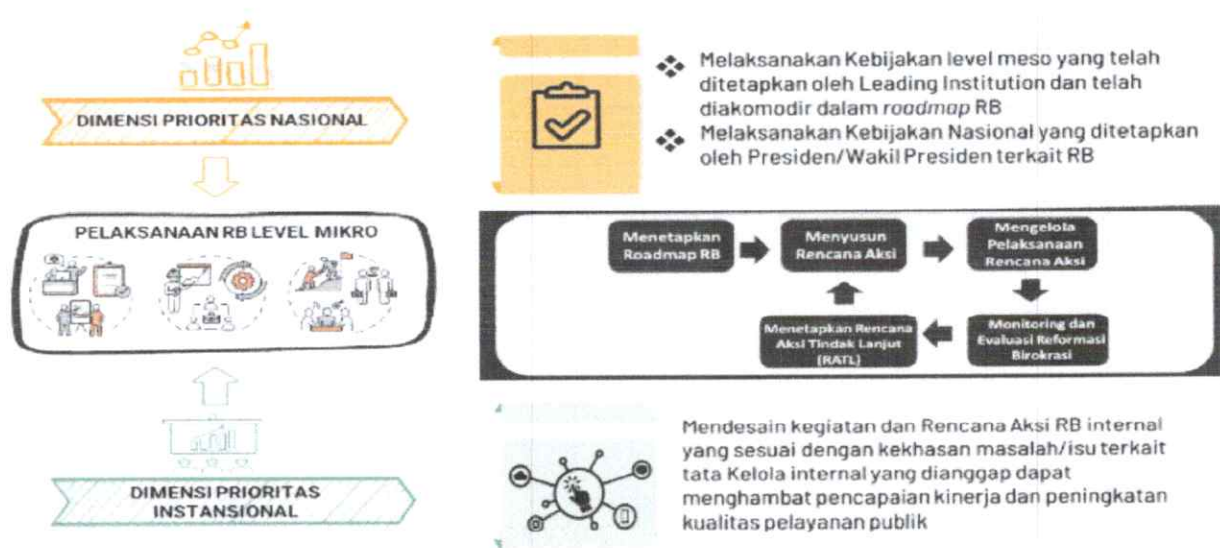 DIMENSI PRIORITAS NASIONAL
❖ Melaksanakan Kebijakan level meso yang telah
ditetapkan oleh Leading Institution dan telah
diakomodir dalam roadmap RB
❖ Melaksanakan Kebijakan Nasional yang ditetapkan
oleh Presiden/Wakil Presiden terkait RB
PELAKSANAAN RB LEVEL MIKRO
Menetapkan
Roadmap RB
Menyusun
Rencana Aksi
Mengelola
Pelaksanaan
Rencana Aksi
Menetapkan Rencana
Aksi Tindak Lanjut
(RATL)
Monitoring dan
Evaluasi Reformasi
Birokrasi
DIMENSI PRIORITAS
INSTANSIONAL
Mendesain kegiatan dan Rencana Aksi RB internal
yang sesuai dengan kekhasan masalah/isu terkait
tata Kelola internal yang dianggap dapat
menghambat pencapaian kinerja dan peningkatan
kualitas pelayanan publik